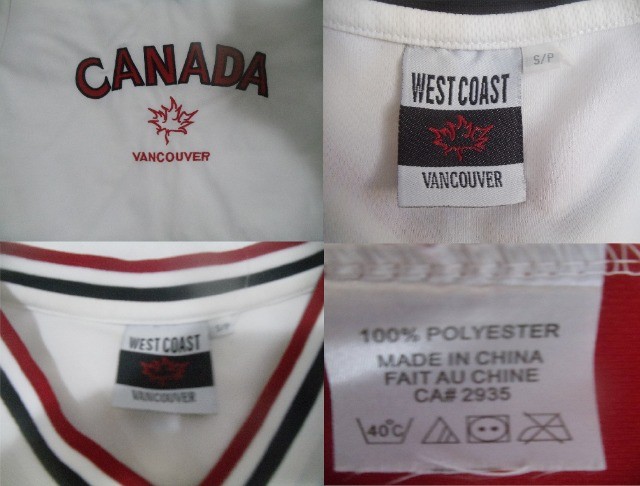 CANADA
VANCOUVER
WEST COAST
VANCOUVER
S/P
WEST COAST
VANCOUVER
S/P
100% POLYESTER
MADE IN CHINA
FAIT AU CHINE
CA# 2935
40°C